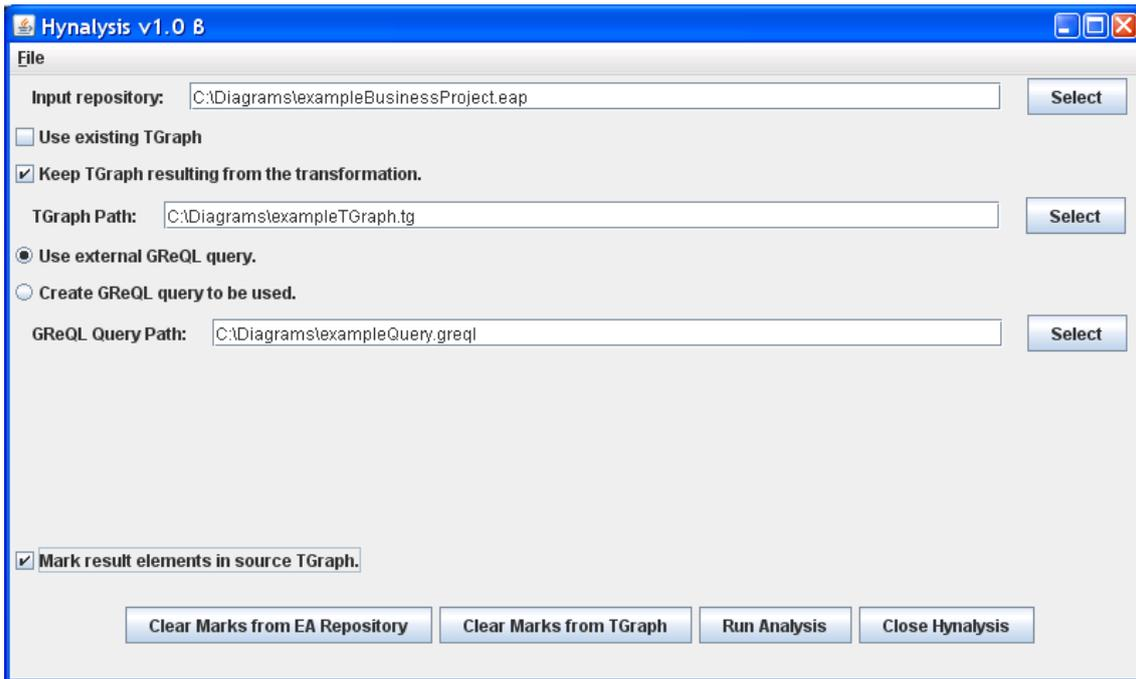 Hynalysis v1.0 ß
File
Input repository: C:\Diagrams\exampleBusinessProject.eap Select
Use existing TGraph
Keep TGraph resulting from the transformation.
TGraph Path: C:\Diagrams\exampleTGraph.tg Select
Use external GReQL query.
Create GReQL query to be used.
GReQL Query Path: C:\Diagrams\exampleQuery.greql Select
Mark result elements in source TGraph.
Clear Marks from EA Repository Clear Marks from TGraph Run Analysis Close Hynalysis